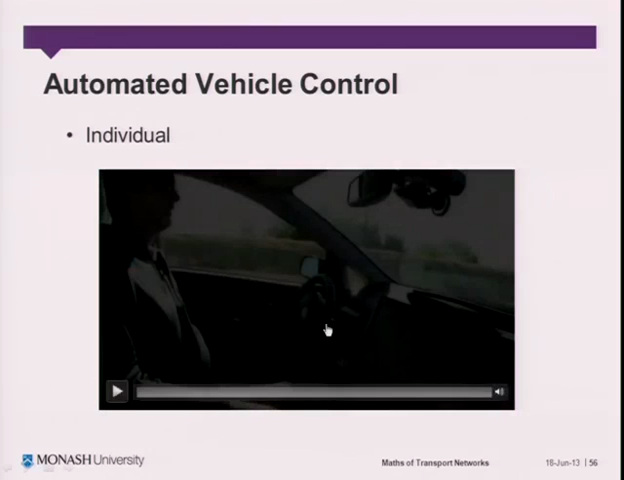 Automated Vehicle Control
• Individual
MONASH University
Maths of Transport Networks
18-Jun-13 | 56